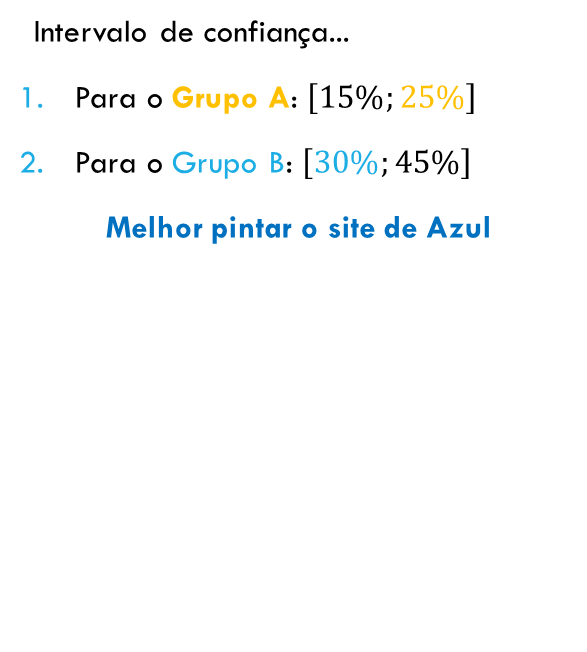 Intervalo de confiança...
1. Para o Grupo A: [15%; 25%]
2. Para o Grupo B: [30%; 45%]
Melhor pintar o site de Azul